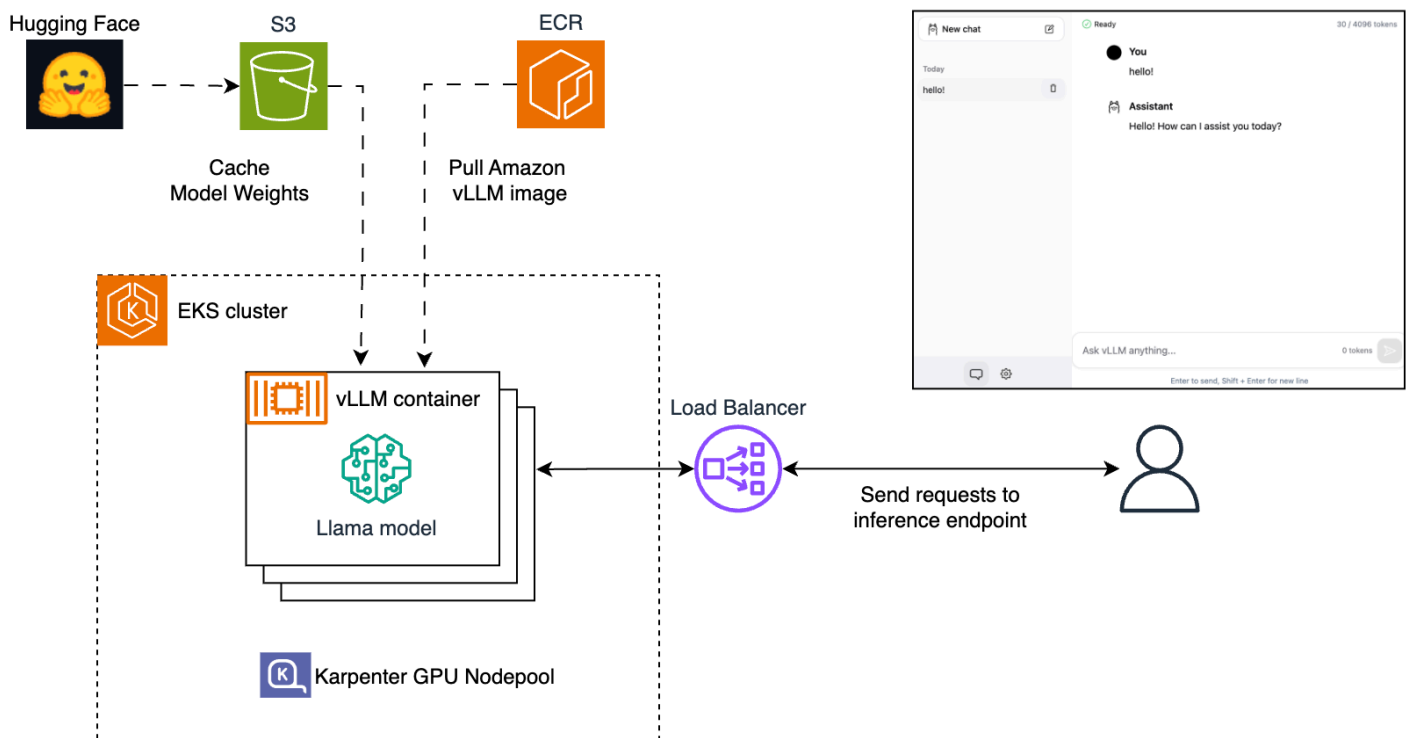 Hugging Face
S3
ECR
Cache
Model Weights
Pull Amazon
vLLM image
New chat
Today
hello!
Ready
30 / 4096 tokens
You
hello!
Assistant
Hello! How can I assist you today?
Ask vLLM anything...
0 tokens
Enter to send, Shift + Enter for new line
K
EKS cluster
vLLM container
Llama model
Load Balancer
Send requests to
inference endpoint
K
Karpenter GPU Nodepool